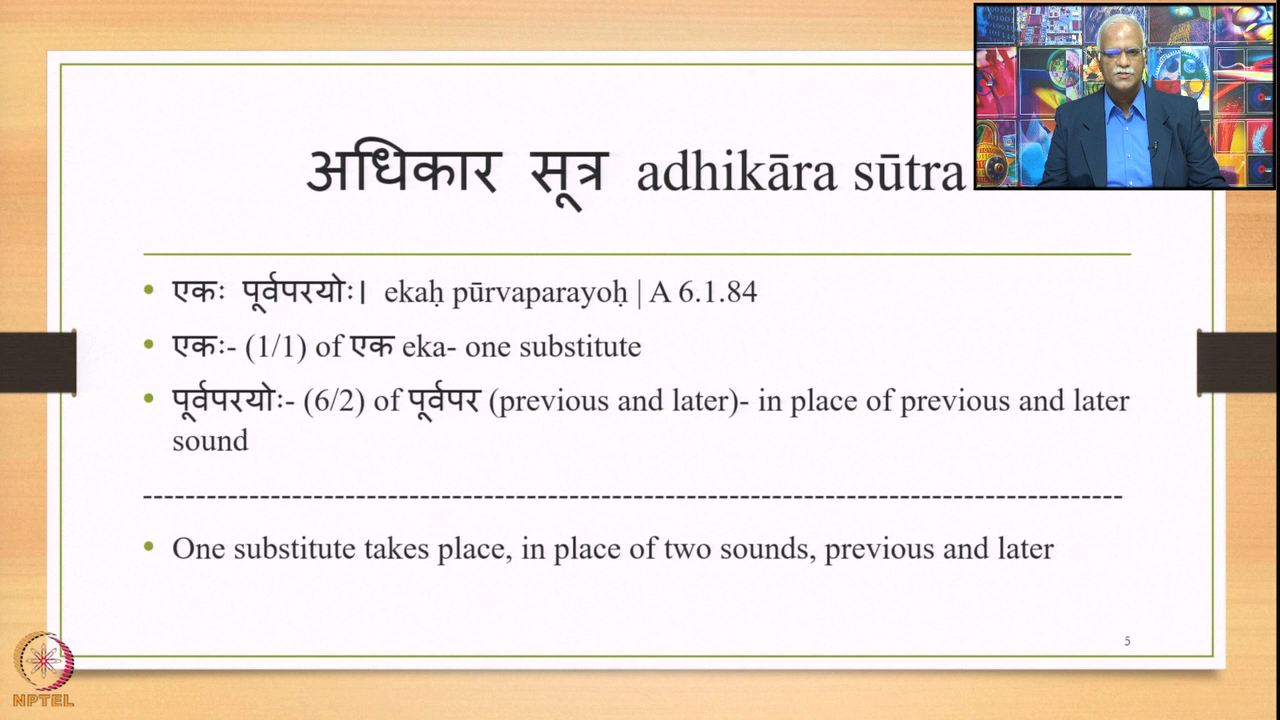 अधिकार सूत्र adhikāra sūtra
एकः पूर्वपरयोः। ekaḥ pūrvaparayoḥ | A 6.1.84
एकः- (1/1) of एक eka- one substitute
पूर्वपरयोः- (6/2) of पूर्वपर (previous and later)- in place of previous and later
sound
--------------------------------------------------------------------------------------------
One substitute takes place, in place of two sounds, previous and later
5
NPTEL